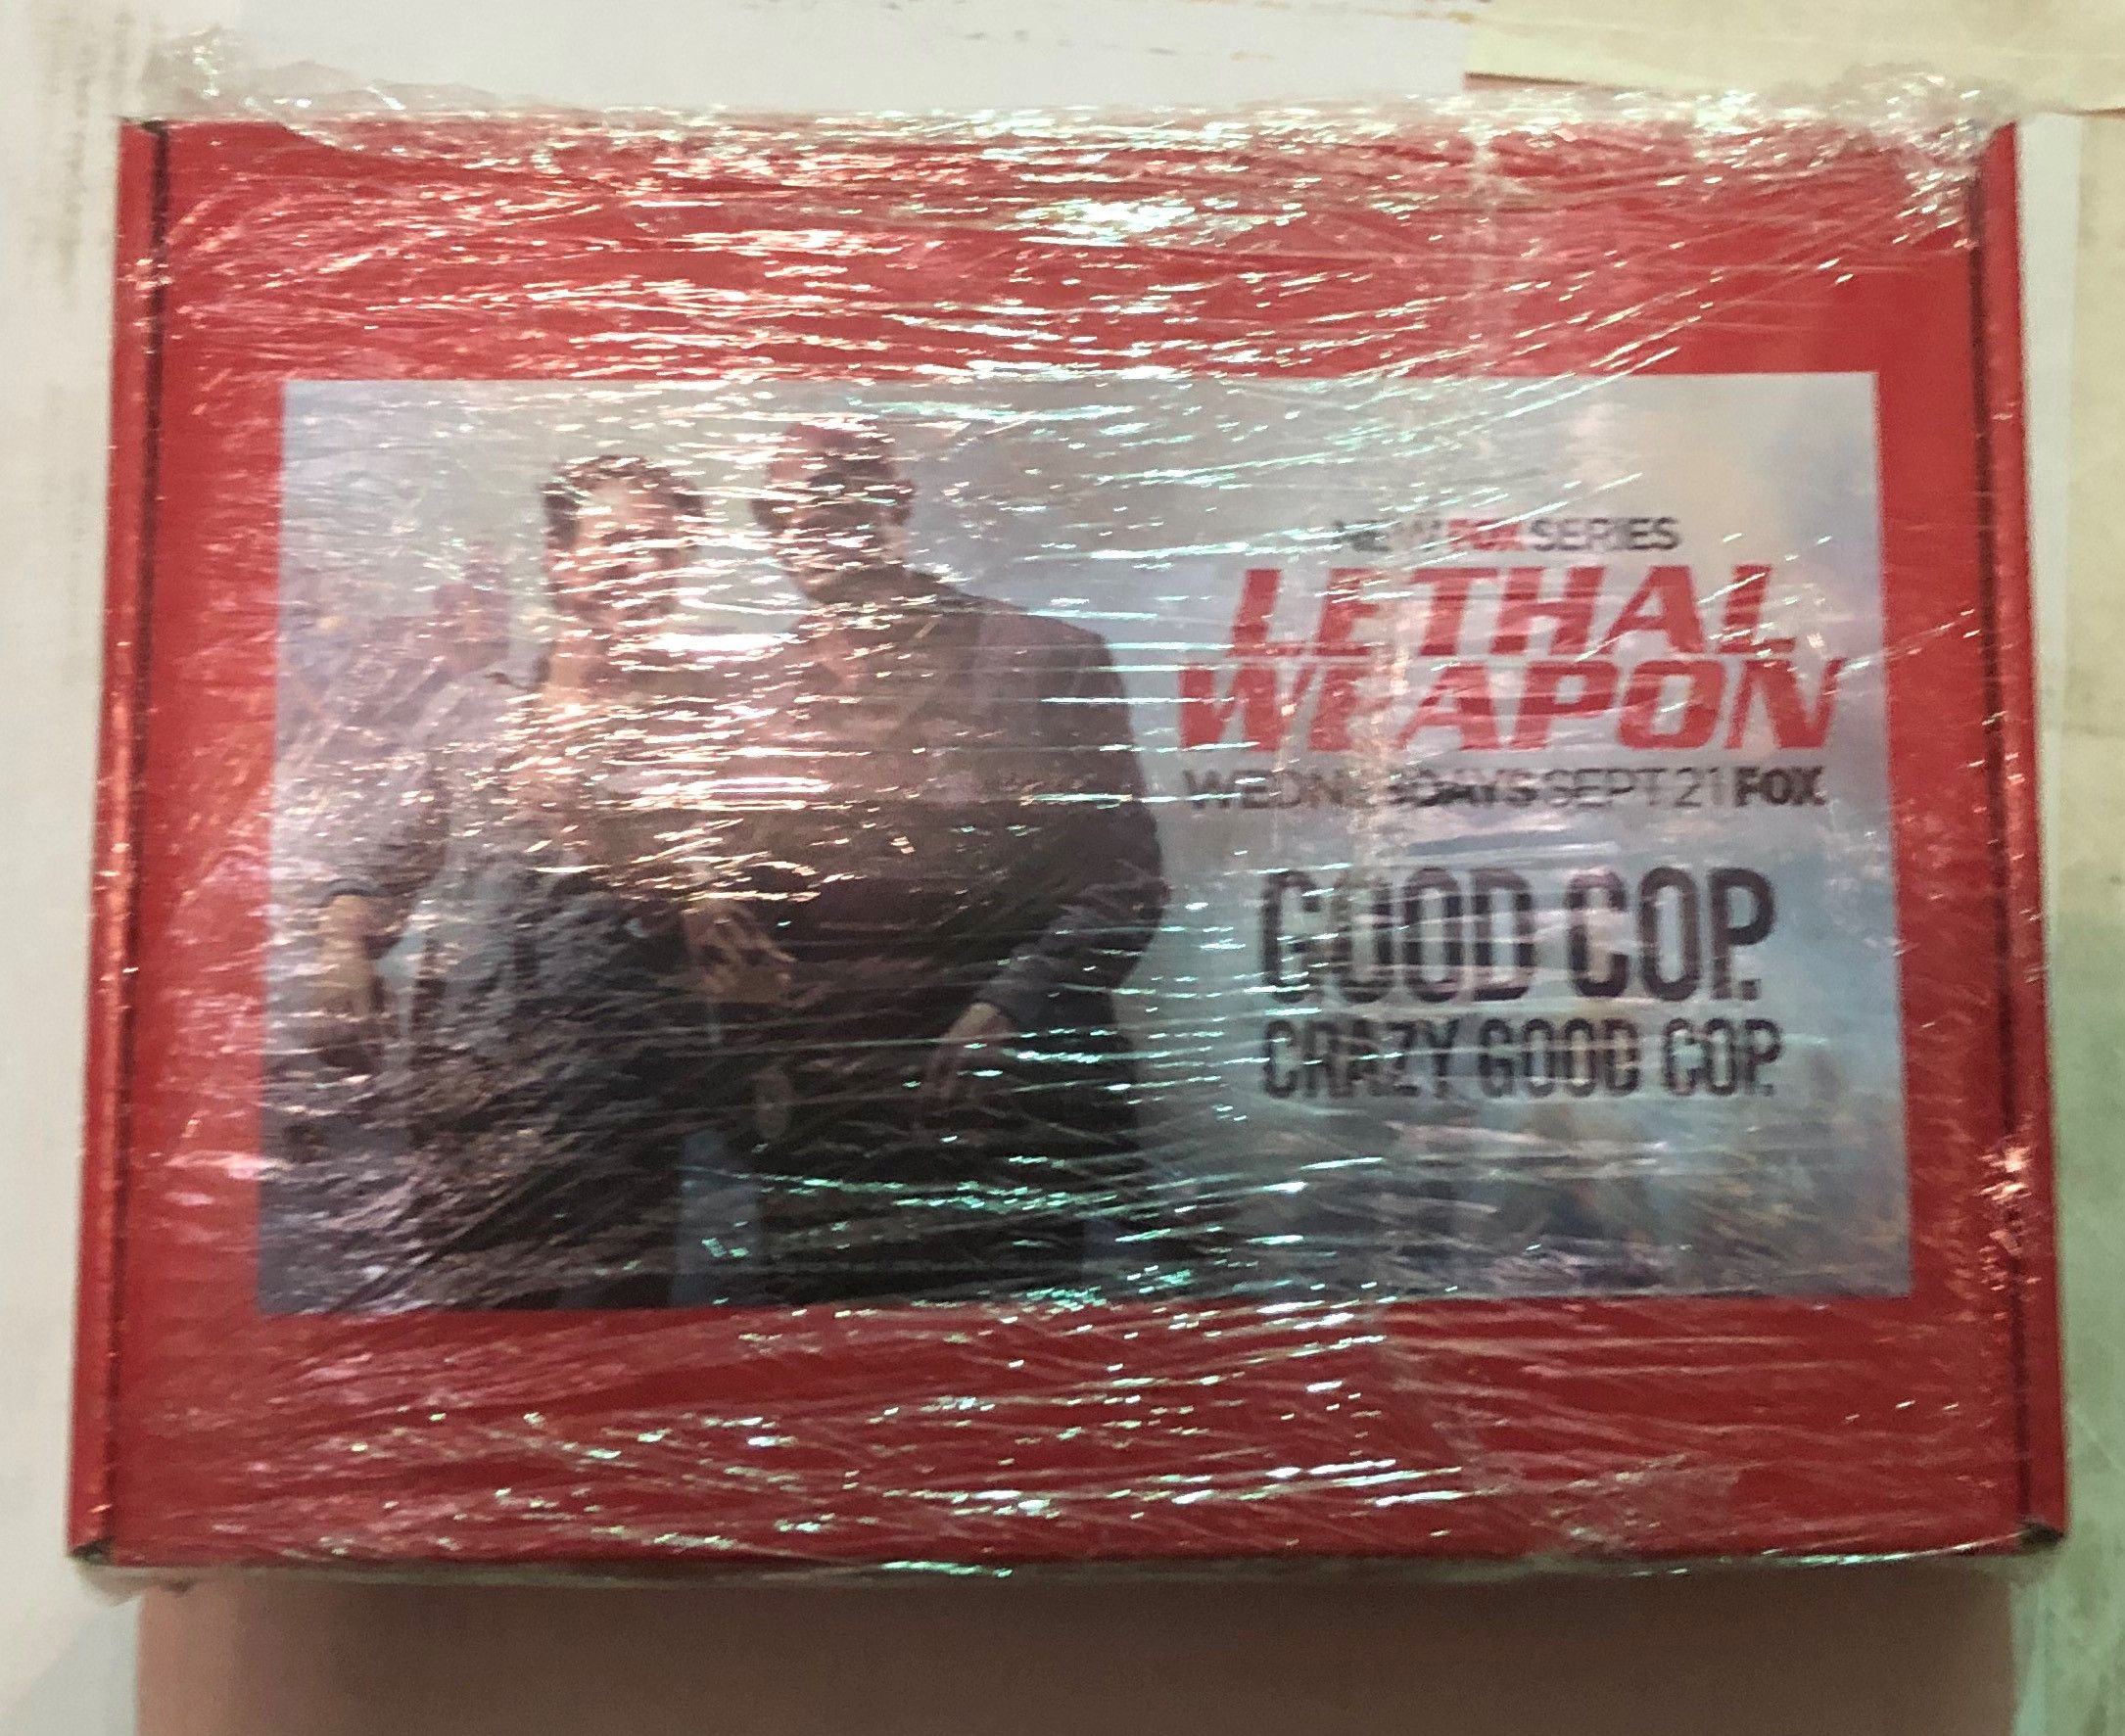 NEW FOX SERIES
LETHAL
WEAPON
WEDNESDAYS SEPT 21 FOX
GOOD COP.
CRAZY GOOD COP.